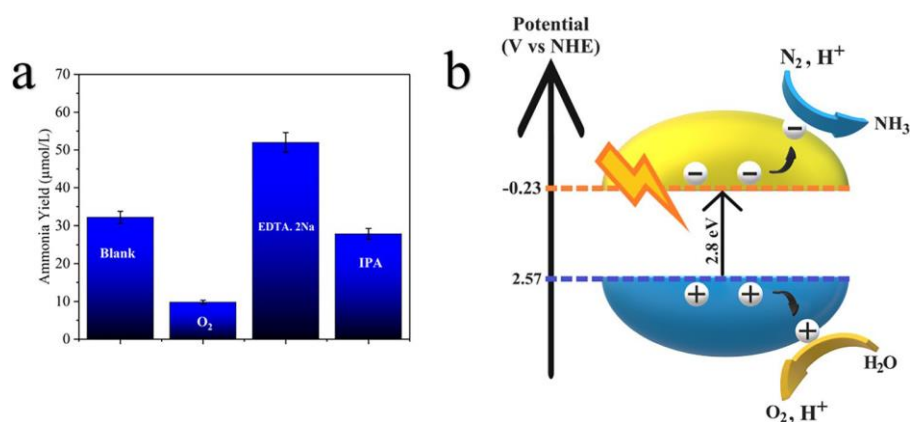 a
70
60
50
40
30
20
10
0
Ammonia Yield (µmol/L)
Blank
O₂
EDTA. 2Na
IPA
b
Potential
(V vs NHE)
N₂ , H⁺
NH₃
-0.23
2.8 eV
2.57
H₂O
O₂, H⁺
− − −
+ + +